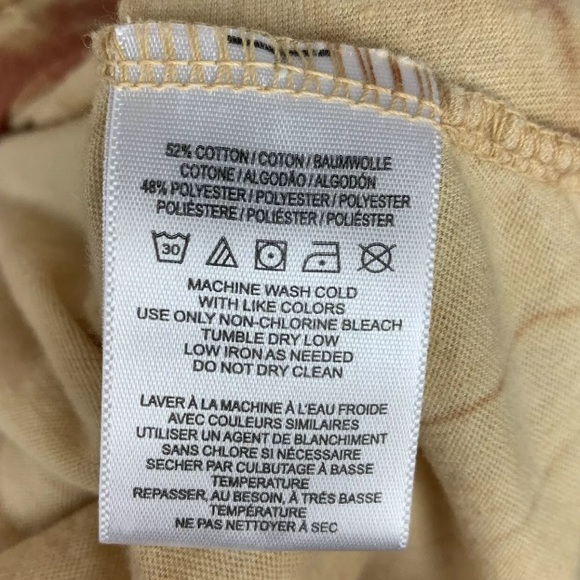 52% COTTON / COTON / BAUMWOLLE
COTONE / ALGODÃO / ALGODÓN
48% POLYESTER / POLYESTER / POLYESTER
POLIÉSTERE / POLIÉSTER / POLIÉSTER
30
MACHINE WASH COLD
WITH LIKE COLORS
USE ONLY NON-CHLORINE BLEACH
TUMBLE DRY LOW
LOW IRON AS NEEDED
DO NOT DRY CLEAN
LAVER À LA MACHINE À L'EAU FROIDE
AVEC COULEURS SIMILAIRES
UTILISER UN AGENT DE BLANCHIMENT
SANS CHLORE SI NÉCESSAIRE
SECHER PAR CULBUTAGE À BASSE
TEMPERATURE
REPASSER, AU BESOIN, À TRÉS BASSE
TEMPÉRATURE
NE PAS NETTOYER À SEC